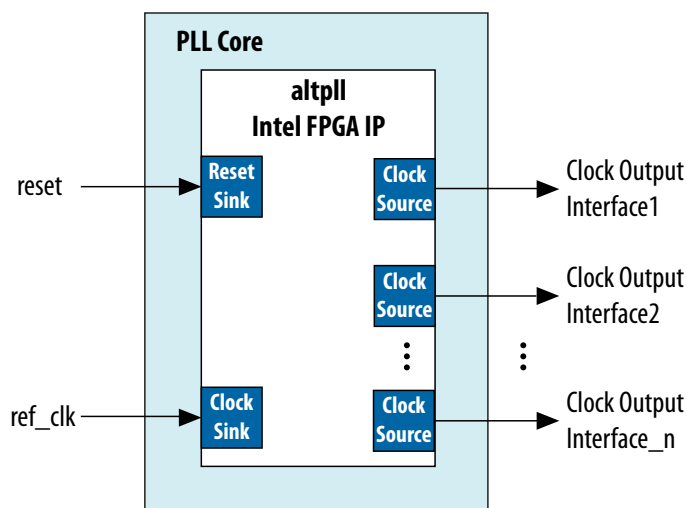 PLL Core
altpll
Intel FPGA IP
reset
Reset
Sink
Clock
Source
Clock Output
Interface1
Clock
Source
Clock Output
Interface2
ref_clk
Clock
Sink
Clock
Source
Clock Output
Interface_n